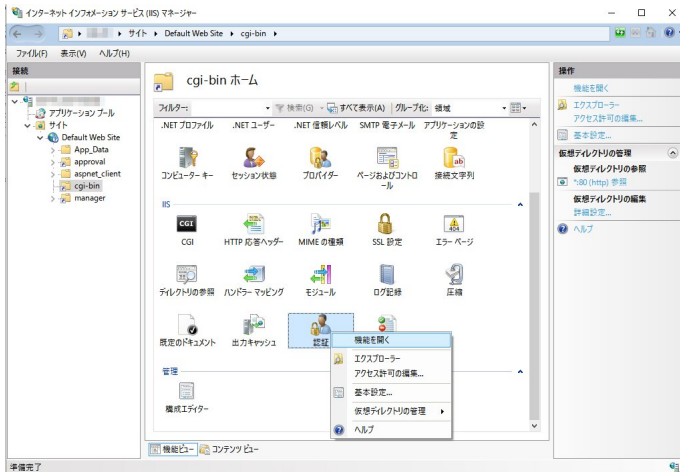 インターネット インフォメーション サービス (IIS) マネージャー
サイト ▸ Default Web Site ▸ cgi-bin ▸
ファイル(F) 表示(V) ヘルプ(H)
接続
アプリケーション プール
サイト
Default Web Site
App_Data
approval
aspnet_client
cgi-bin
manager
cgi-bin ホーム
フィルター: 検索(G) すべて表示(A) グループ化: 領域
.NET プロファイル .NET ユーザー .NET 信頼レベル SMTP 電子メール アプリケーションの設定
コンピューター キー セッション状態 プロバイダー ページおよびコントロール 接続文字列
IIS
CGI HTTP 応答ヘッダー MIME の種類 SSL 設定 エラー ページ
ディレクトリの参照 ハンドラー マッピング モジュール ログ記録 圧縮
既定のドキュメント 出力キャッシュ 認証
管理
構成エディター
機能を開く
エクスプローラー
アクセス許可の編集...
基本設定...
仮想ディレクトリの管理
ヘルプ
機能ビュー コンテンツ ビュー
操作
機能を開く
エクスプローラー
アクセス許可の編集...
基本設定...
仮想ディレクトリの管理
仮想ディレクトリの参照
*:80 (http) 参照
仮想ディレクトリの編集
詳細設定...
ヘルプ
準備完了